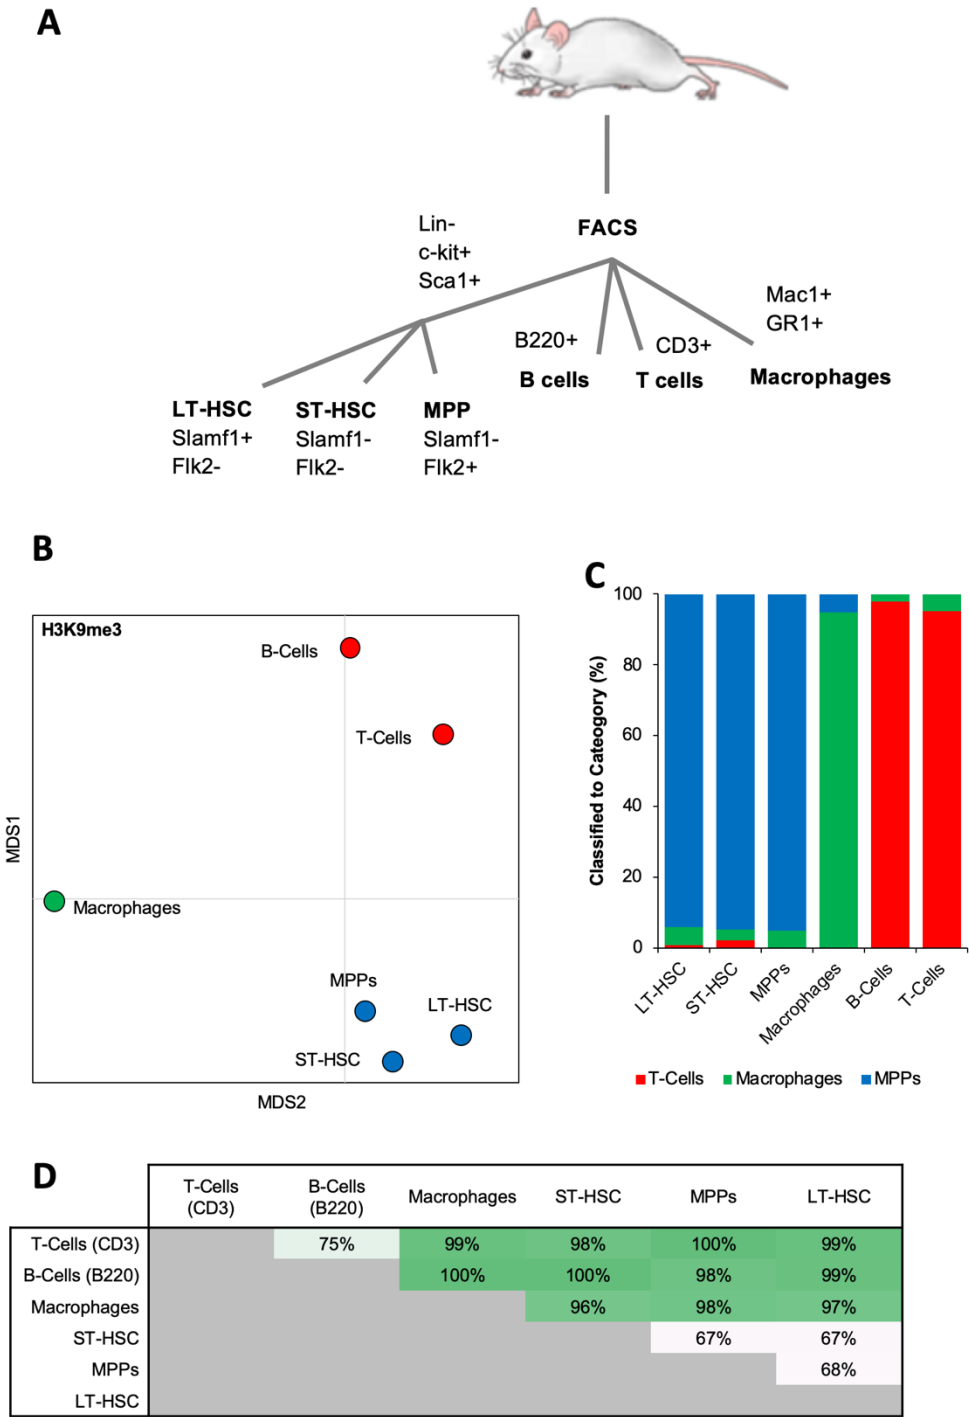 A
FACS
Lin-
c-kit+
Sca1+
Mac1+
GR1+
B220+
CD3+
B cells
T cells
Macrophages
LT-HSC
Slamf1+
Flk2-
ST-HSC
Slamf1-
Flk2-
MPP
Slamf1-
Flk2+
B
H3K9me3
B-Cells
T-Cells
Macrophages
MPPs
LT-HSC
ST-HSC
MDS1
MDS2
C
Classified to Cateogory (%)
100
80
60
40
20
0
LT-HSC
ST-HSC
MPPs
Macrophages
B-Cells
T-Cells
T-Cells Macrophages MPPs
D
T-Cells (CD3) B-Cells (B220) Macrophages ST-HSC MPPs LT-HSC
T-Cells (CD3) 75% 99% 98% 100% 99%
B-Cells (B220) 100% 100% 98% 99%
Macrophages 96% 98% 97%
ST-HSC 67% 67%
MPPs 68%
LT-HSC